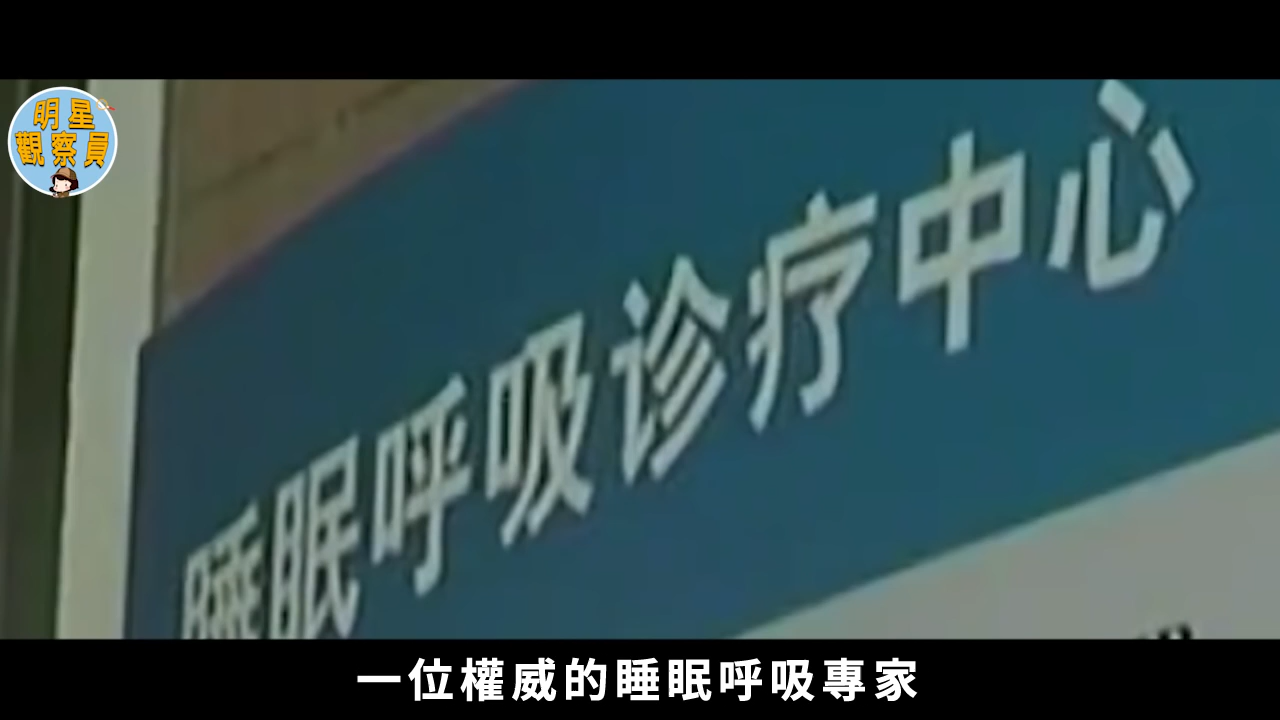 明星
觀察員
睡眠呼吸诊疗中心
一位權威的睡眠呼吸專家